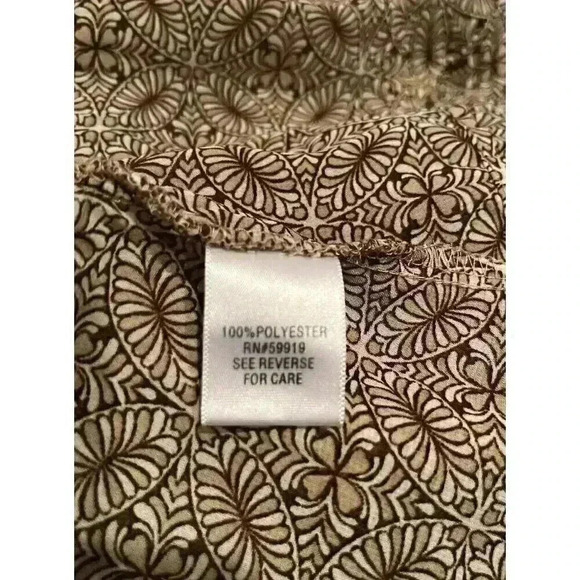 100%POLYESTER
RN#59919
SEE REVERSE
FOR CARE